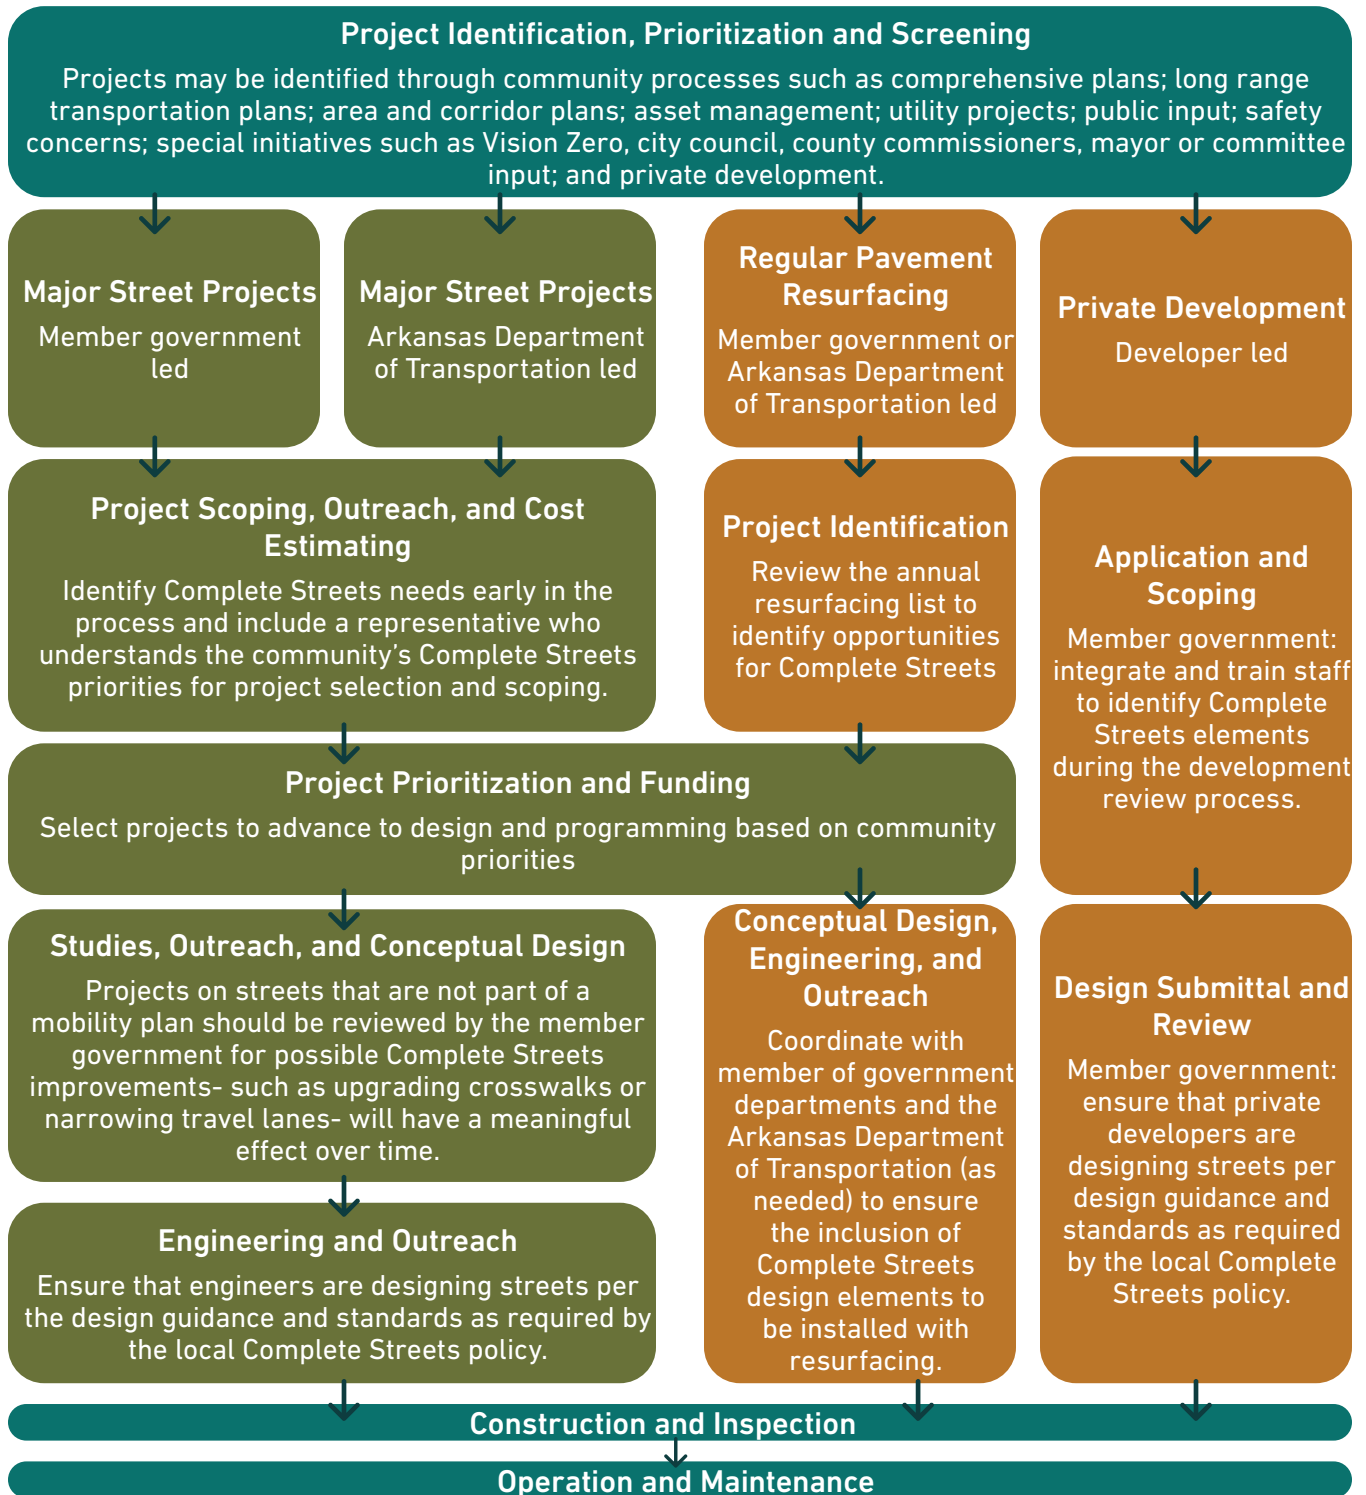 Project Identification, Prioritization and Screening
Projects may be identified through community processes such as comprehensive plans; long range
transportation plans; area and corridor plans; asset management; utility projects; public input; safety
concerns; special initiatives such as Vision Zero, city council, county commissioners, mayor or committee
input; and private development.
Major Street Projects
Member government
led
Major Street Projects
Arkansas Department
of Transportation led
Regular Pavement
Resurfacing
Member government or
Arkansas Department
of Transportation led
Private Development
Developer led
Project Scoping, Outreach, and Cost
Estimating
Identify Complete Streets needs early in the
process and include a representative who
understands the community's Complete Streets
priorities for project selection and scoping.
Project Identification
Review the annual
resurfacing list to
identify opportunities
for Complete Streets
Application and
Scoping
Member government:
integrate and train staff
to identify Complete
Streets elements
during the development
review process.
Project Prioritization and Funding
Select projects to advance to design and programming based on community
priorities
Studies, Outreach, and Conceptual Design
Projects on streets that are not part of a
mobility plan should be reviewed by the member
government for possible Complete Streets
improvements- such as upgrading crosswalks or
narrowing travel lanes- will have a meaningful
effect over time.
Conceptual Design,
Engineering, and
Outreach
Coordinate with
member of government
departments and the
Arkansas Department
of Transportation (as
needed) to ensure
the inclusion of
Complete Streets
design elements to
be installed with
resurfacing.
Design Submittal and
Review
Member government:
ensure that private
developers are
designing streets per
design guidance and
standards as required
by the local Complete
Streets policy.
Engineering and Outreach
Ensure that engineers are designing streets per
the design guidance and standards as required by
the local Complete Streets policy.
Construction and Inspection
Operation and Maintenance